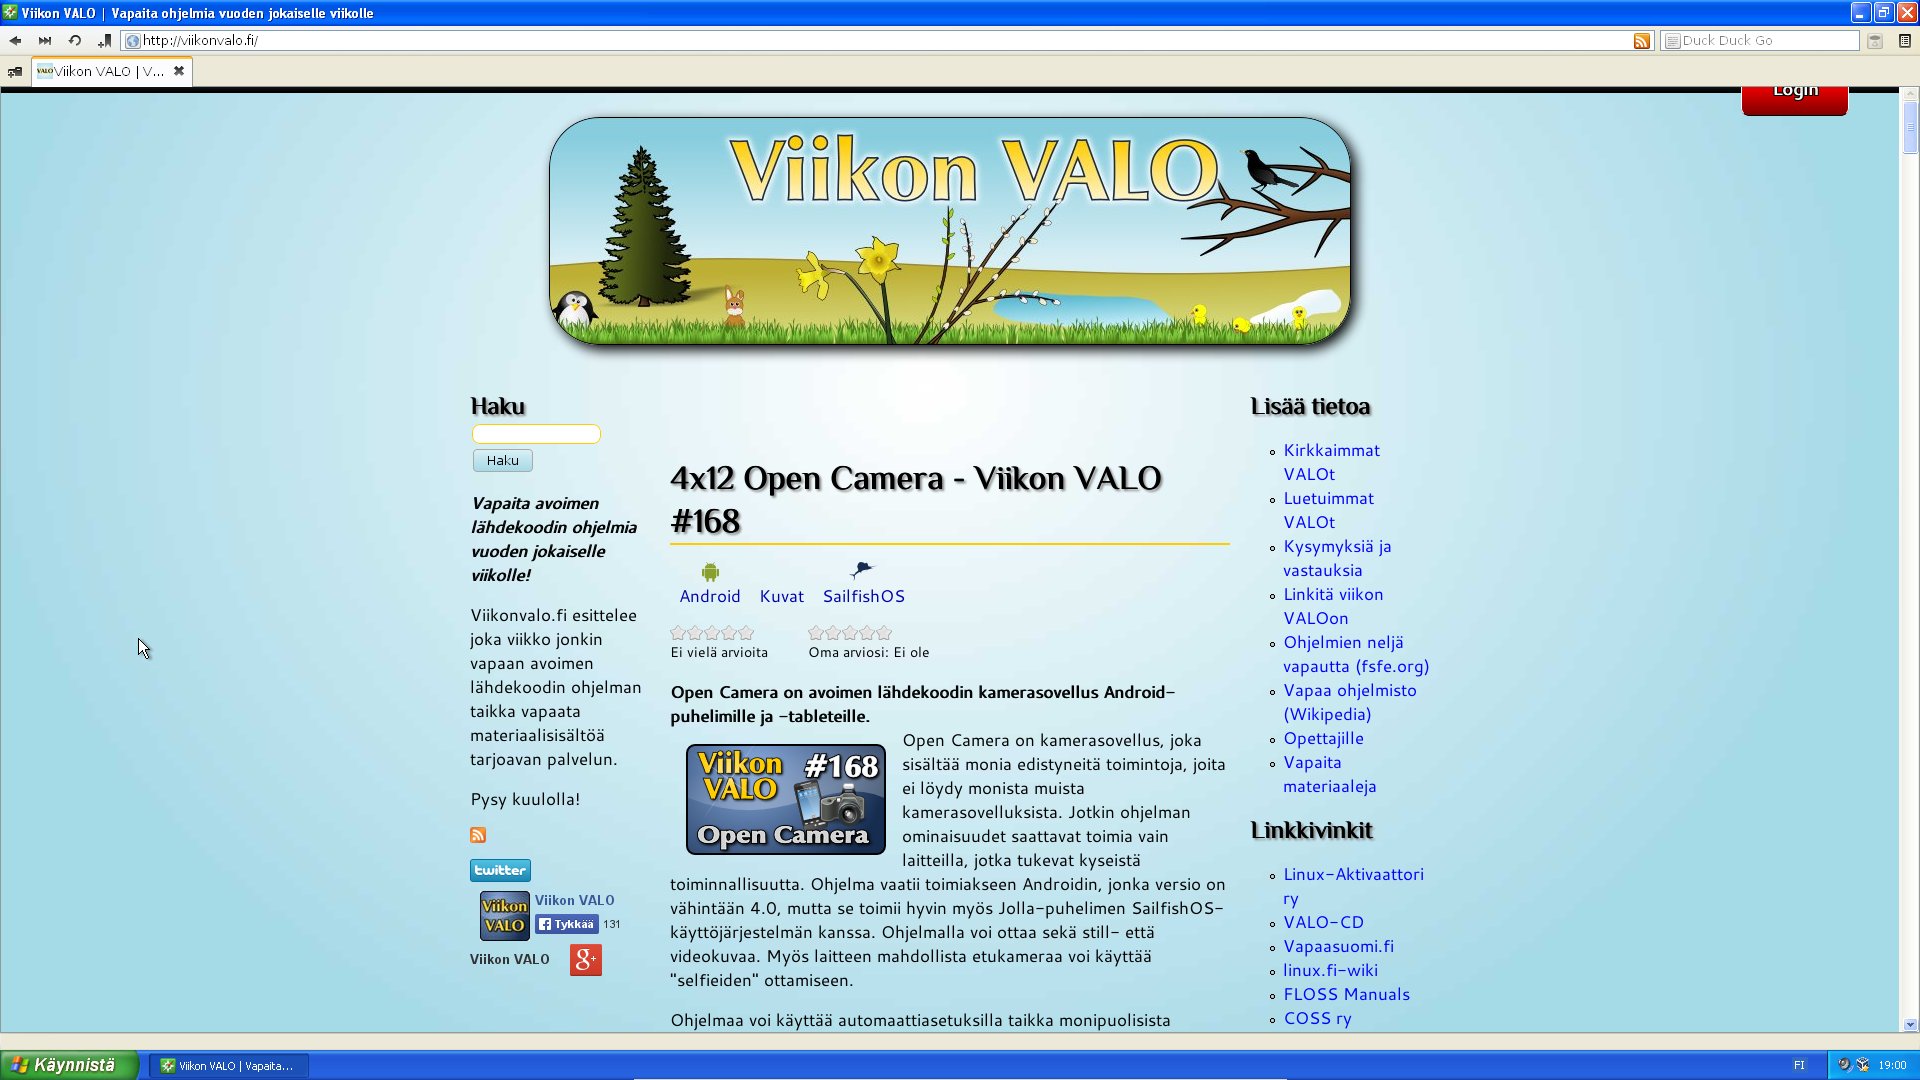 Viikon VALO | Vapaita ohjelmia vuoden jokaiselle viikolle
http://viikonvalo.fi/
Duck Duck Go
VALO Viikon VALO | V...
Login
Viikon VALO
Haku
Haku
Vapaita avoimen
lähdekoodin ohjelmia
vuoden jokaiselle
viikolle!
Viikonvalo.fi esittelee
joka viikko jonkin
vapaan avoimen
lähdekoodin ohjelman
taikka vapaata
materiaalisisältöä
tarjoavan palvelun.
Pysy kuulolla!
twitter
Viikon
VALO
Viikon VALO
Tykkää 131
Viikon VALO
g+
4x12 Open Camera - Viikon VALO
#168
Android Kuvat SailfishOS
Ei vielä arvioita Oma arviosi: Ei ole
Open Camera on avoimen lähdekoodin kamerasovellus Android-
puhelimille ja -tableteille.
Viikon
VALO
#168
Open Camera
Open Camera on kamerasovellus, joka
sisältää monia edistyneitä toimintoja, joita
ei löydy monista muista
kamerasovelluksista. Jotkin ohjelman
ominaisuudet saattavat toimia vain
laitteilla, jotka tukevat kyseistä
toiminnallisuutta. Ohjelma vaatii toimiakseen Androidin, jonka versio on
vähintään 4.0, mutta se toimii hyvin myös Jolla-puhelimen SailfishOS-
käyttöjärjestelmän kanssa. Ohjelmalla voi ottaa sekä still- että
videokuvaa. Myös laitteen mahdollista etukameraa voi käyttää
"selfieiden" ottamiseen.
Ohjelmaa voi käyttää automaattiasetuksilla taikka monipuolisista
Lisää tietoa
Kirkkaimmat
VALOt
Luetuimmat
VALOt
Kysymyksiä ja
vastauksia
Linkitä viikon
VALOon
Ohjelmien neljä
vapautta (fsfe.org)
Vapaa ohjelmisto
(Wikipedia)
Opettajille
Vapaita
materiaaleja
Linkkivinkit
Linux-Aktivaattori
ry
VALO-CD
Vapaasuomi.fi
linux.fi-wiki
FLOSS Manuals
COSS ry
Käynnistä
Viikon VALO | Vapaita...
FI
19:00